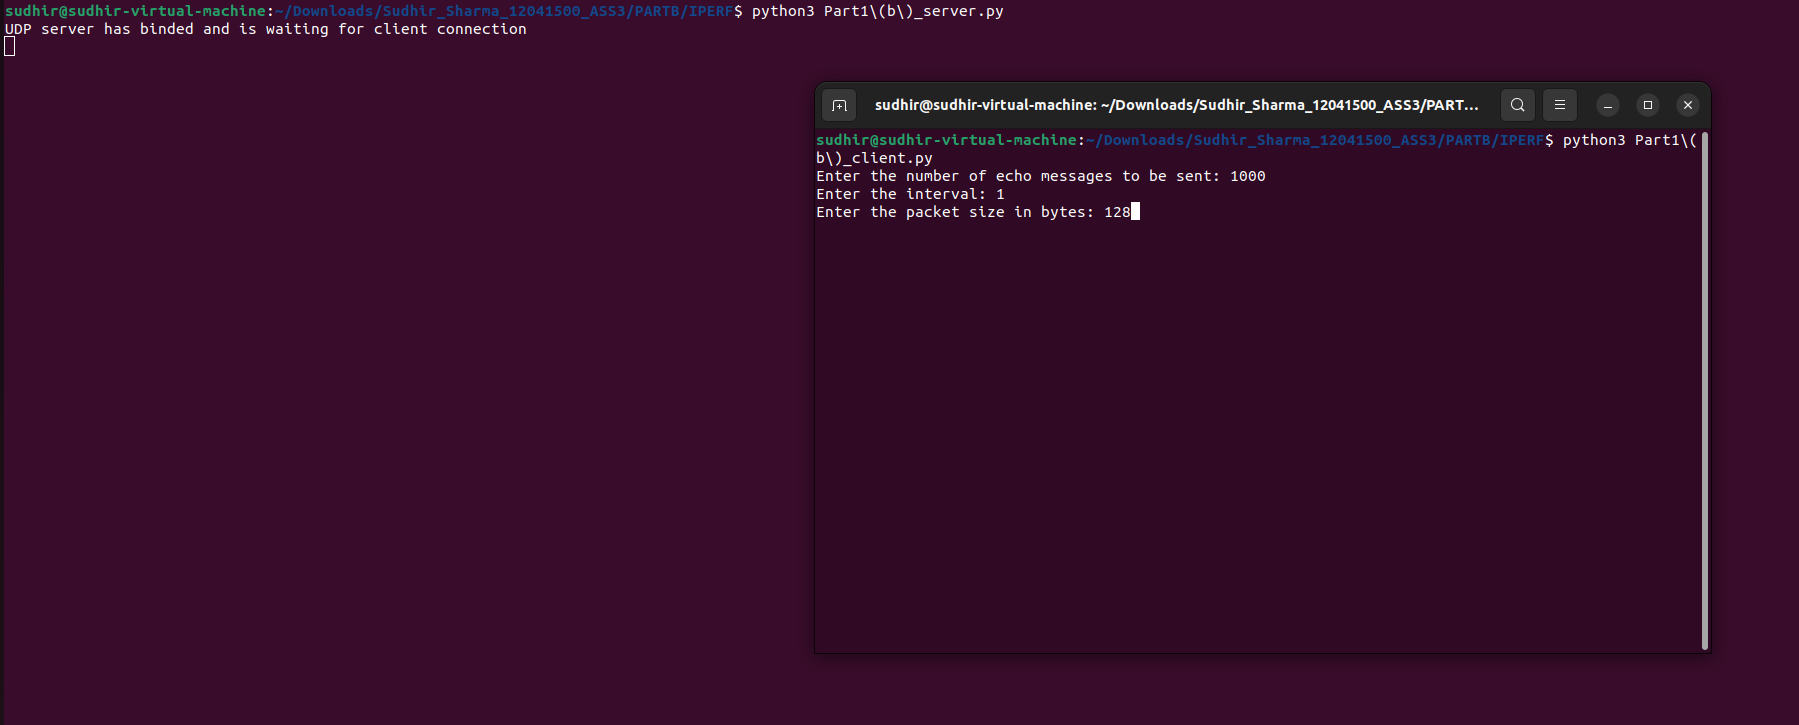 sudhir@sudhir-virtual-machine:~/Downloads/Sudhir_Sharma_12041500_ASS3/PARTB/IPERF$ python3 Part1\(b\)_server.py
UDP server has binded and is waiting for client connection
sudhir@sudhir-virtual-machine: ~/Downloads/Sudhir_Sharma_12041500_ASS3/PART...
sudhir@sudhir-virtual-machine:~/Downloads/Sudhir_Sharma_12041500_ASS3/PARTB/IPERF$ python3 Part1\(
b\)_client.py
Enter the number of echo messages to be sent: 1000
Enter the interval: 1
Enter the packet size in bytes: 128